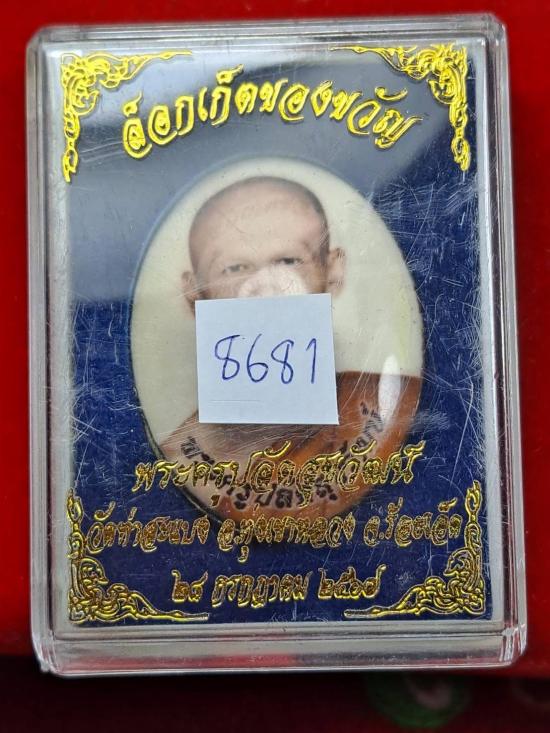 ล็อกเก็ตของขวัญ
8681
พระครูปลัดสุขวัฒน์
วัดท่าสะแบง อ.ทุ่งเขาหลวง จ.ร้อยเอ็ด
๒๘ กรกฎาคม ๒๕๖๗